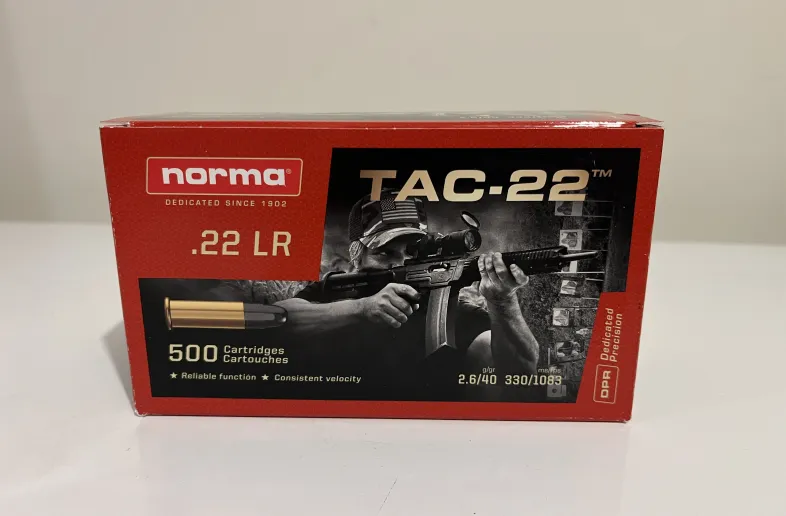 norma®
DEDICATED SINCE 1902
.22 LR
TAC-22™
500 Cartridges
Cartouches
★ Reliable function ★ Consistent velocity
g/gr
2.6/40 330/1083
DPR
Dedicated
Precision